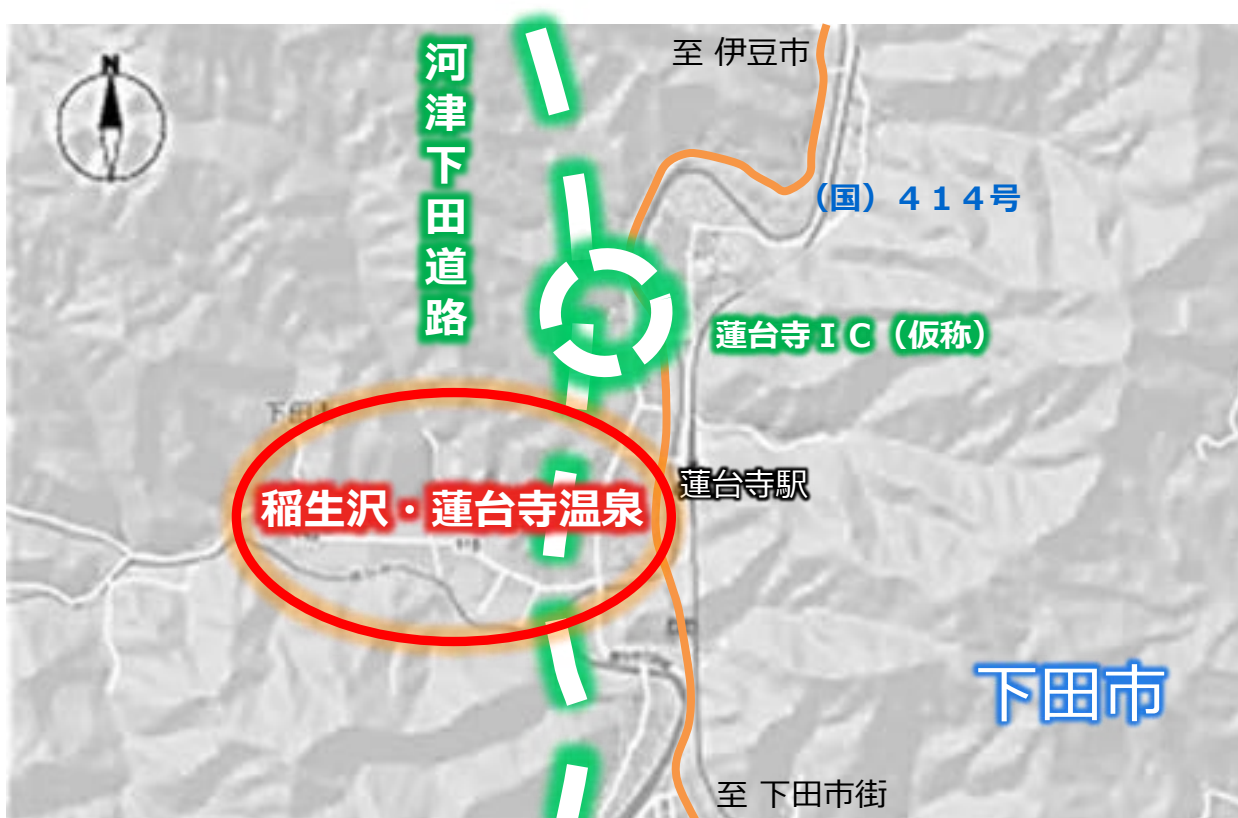 N
至 伊豆市
河津下田道路
(国)414号
蓮台寺IC(仮称)
稲生沢・蓮台寺温泉
蓮台寺駅
下田市
至 下田市街